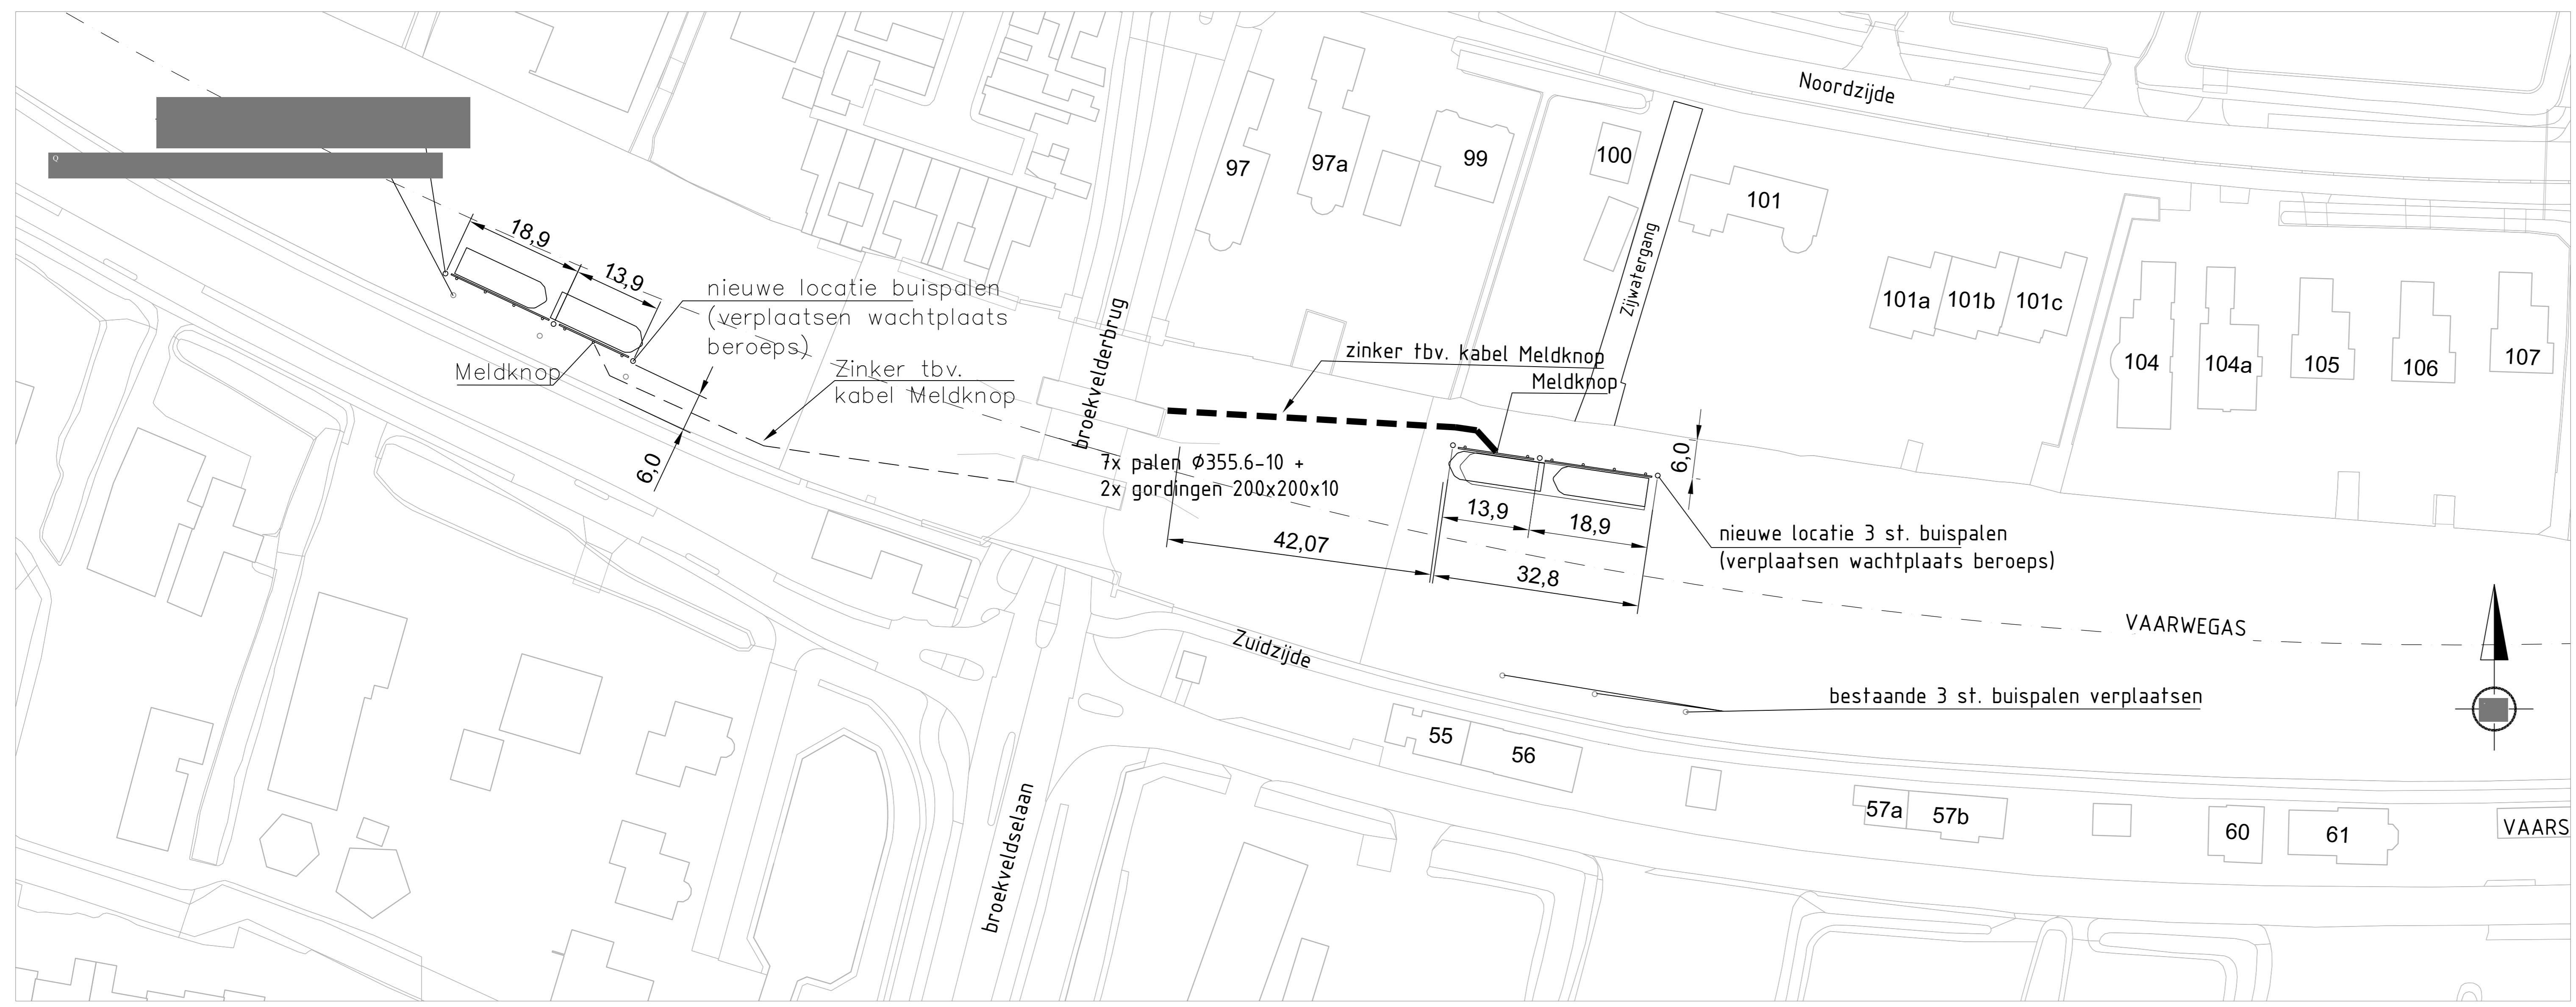 Q
18,9
13,9
nieuwe locatie buispalen
(verplaatsen wachtplaats
beroeps)
Meldknop
Zinker tbv.
kabel Meldknop
6,0
broekvelderbrug
97
97a
99
100
101
Noordzijde
Zijwatergang
101a
101b
101c
104
104a
105
106
107
zinker tbv. kabel Meldknop
Meldknop
7x palen Ø355.6-10 +
2x gordingen 200x200x10
6,0
13,9
18,9
42,07
32,8
nieuwe locatie 3 st. buispalen
(verplaatsen wachtplaats beroeps)
VAARWEGAS
Zuidzijde
bestaande 3 st. buispalen verplaatsen
55
56
57a
57b
60
61
VAARS
broekveldselaan